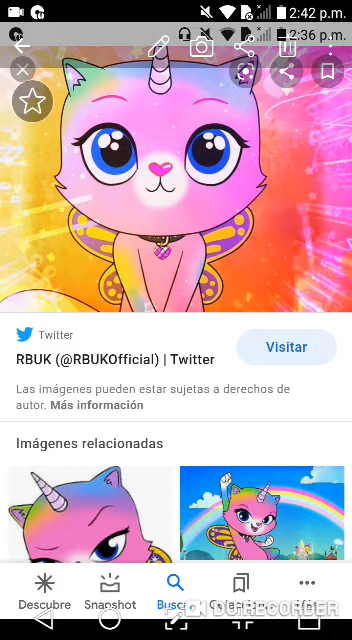 2:42 p.m.
2:36 p.m.
Twitter
RBUK (@RBUKOfficial) | Twitter
Visitar
Las imágenes pueden estar sujetas a derechos de
autor. Más información
Imágenes relacionadas
Descubre Snapshot Busca
DU RECORDER